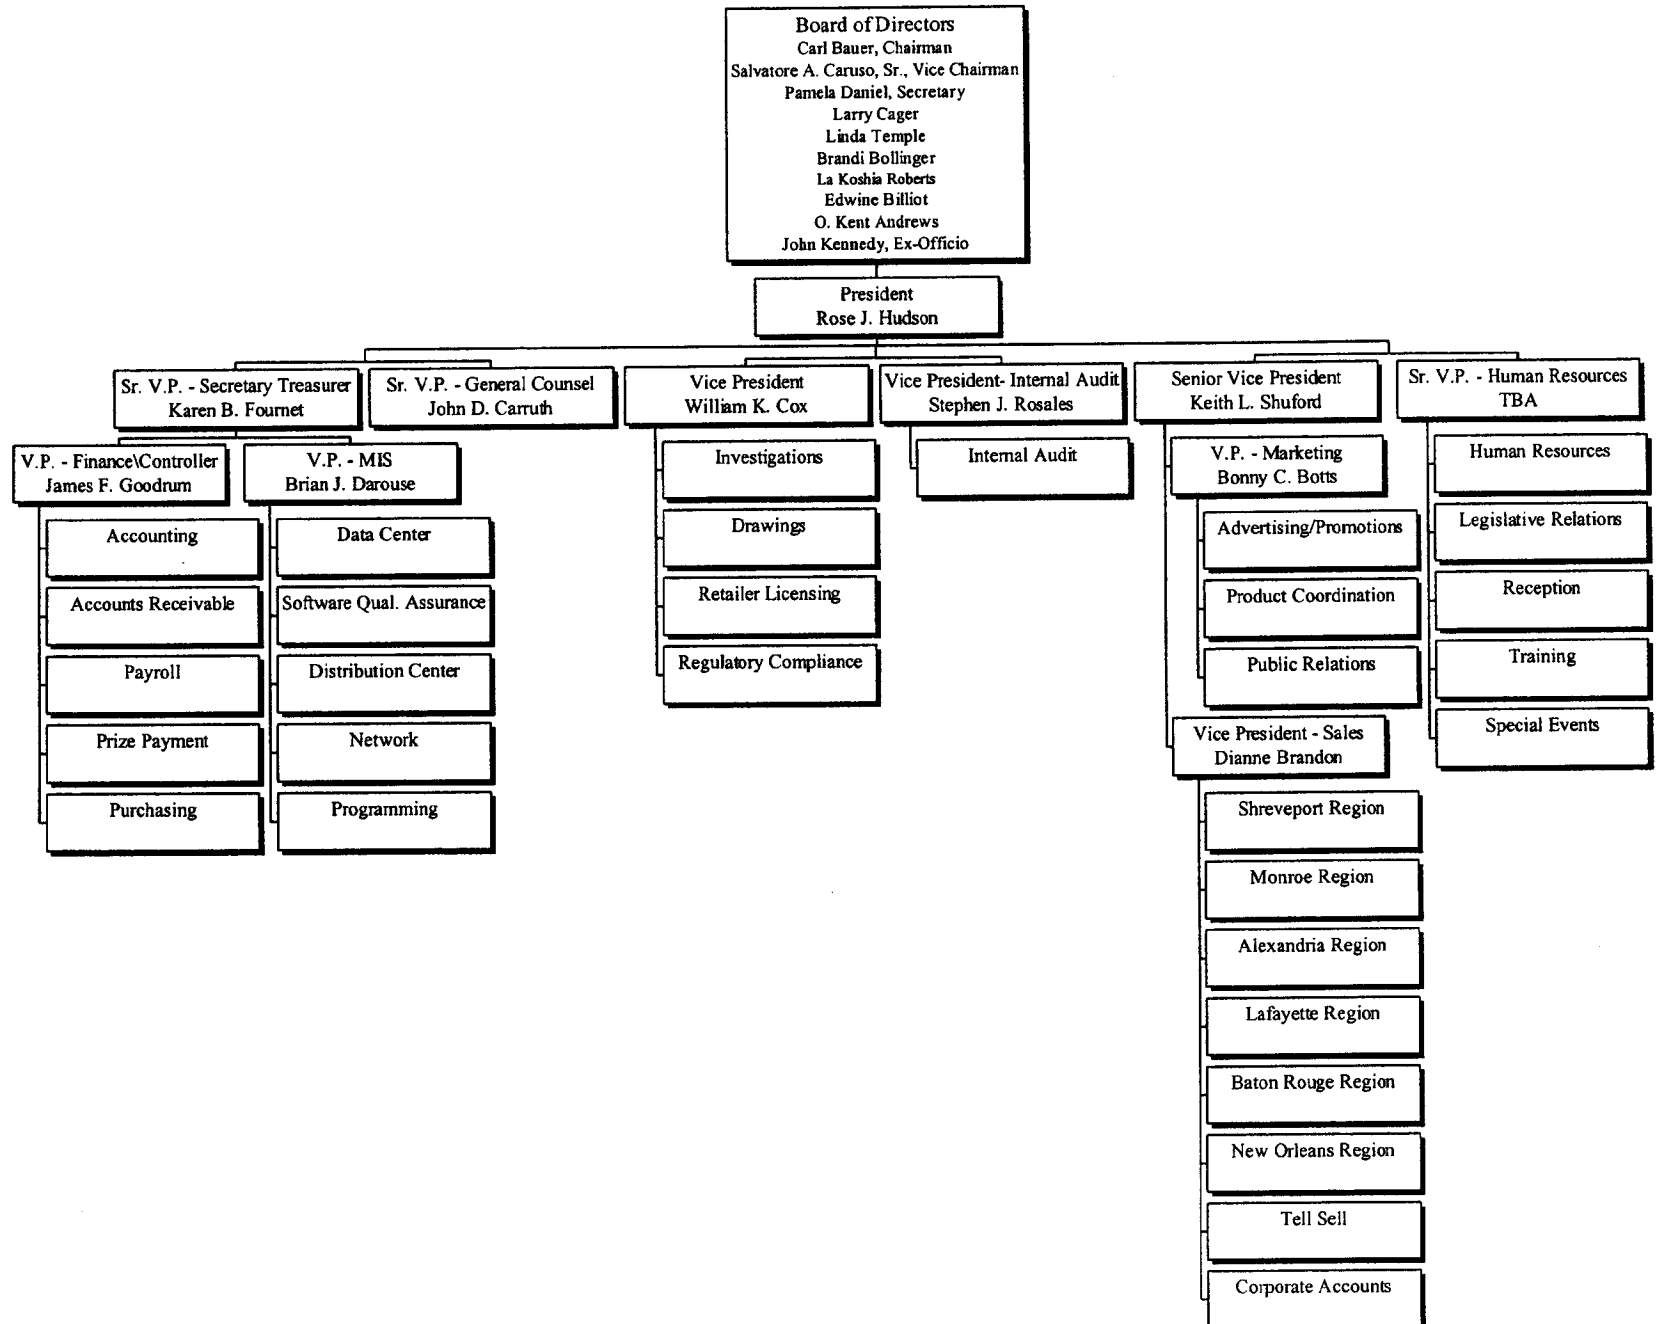 Board of Directors
Carl Bauer, Chairman
Salvatore A. Caruso, Sr., Vice Chairman
Pamela Daniel, Secretary
Larry Cager
Linda Temple
Brandi Bollinger
La Koshia Roberts
Edwine Billiot
O. Kent Andrews
John Kennedy, Ex-Officio
President
Rose J. Hudson
Sr. V.P. - Secretary Treasurer
Karen B. Fournet
Sr. V.P. - General Counsel
John D. Carruth
Vice President
William K. Cox
Vice President- Internal Audit
Stephen J. Rosales
Senior Vice President
Keith L. Shuford
Sr. V.P. - Human Resources
TBA
V.P. - Finance\Controller
James F. Goodrum
Accounting
Accounts Receivable
Payroll
Prize Payment
Purchasing
V.P. - MIS
Brian J. Darouse
Data Center
Software Qual. Assurance
Distribution Center
Network
Programming
Investigations
Drawings
Retailer Licensing
Regulatory Compliance
Internal Audit
V.P. - Marketing
Bonny C. Botts
Advertising/Promotions
Product Coordination
Public Relations
Vice President - Sales
Dianne Brandon
Shreveport Region
Monroe Region
Alexandria Region
Lafayette Region
Baton Rouge Region
New Orleans Region
Tell Sell
Corporate Accounts
Human Resources
Legislative Relations
Reception
Training
Special Events